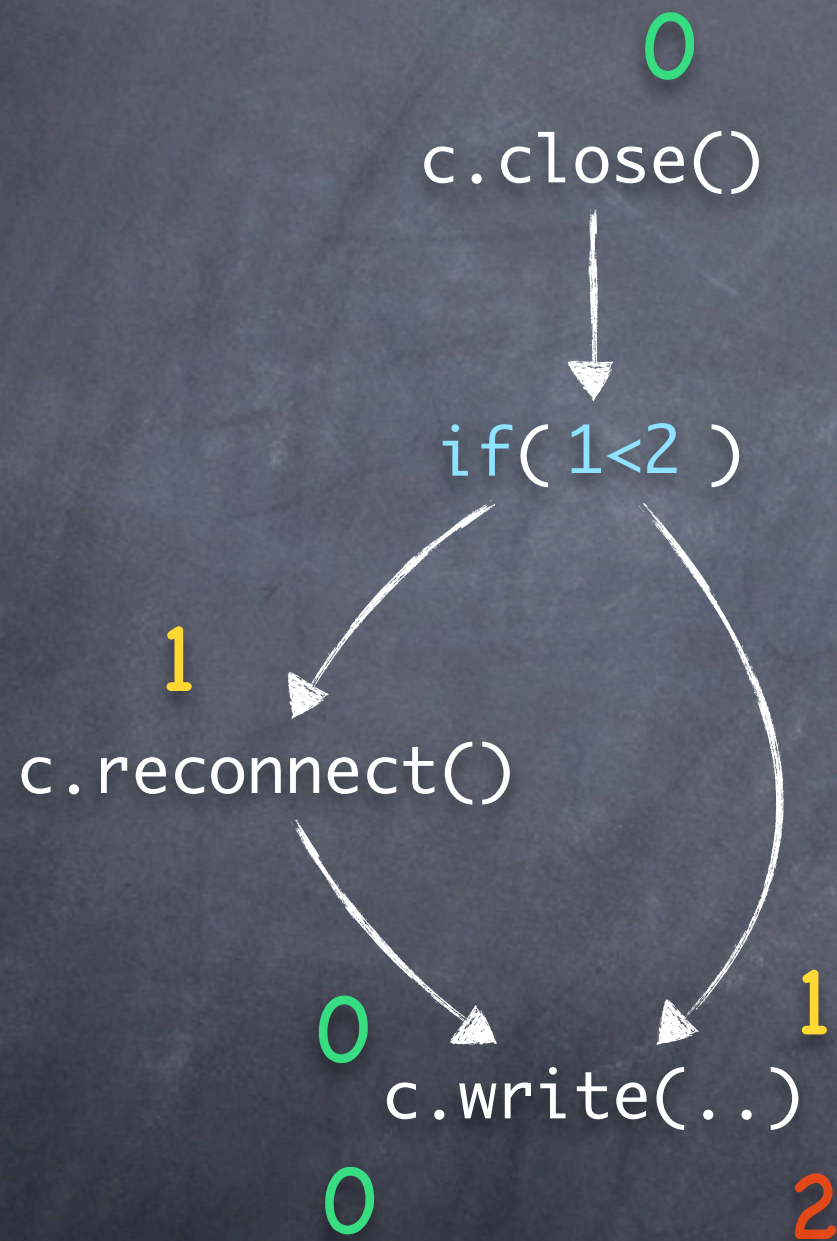 0
c.close()
if( 1<2 )
1
c.reconnect()
0
1
c.write(..)
0
2